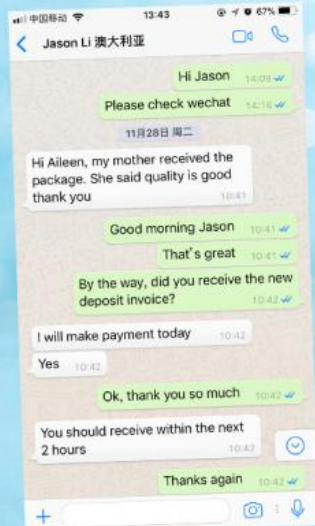 中国移动
13:43
67%
Jason Li 澳大利亚
Hi Jason 14:09
Please check wechat 14:16
11月28日 周二
Hi Aileen, my mother received the
package. She said quality is good
thank you 10:41
Good morning Jason 10:41
That's great 10:41
By the way, did you receive the new
deposit invoice? 10:42
I will make payment today 10:42
Yes 10:42
Ok, thank you so much 10:42
You should receive within the next
2 hours 10:42
Thanks again 10:42